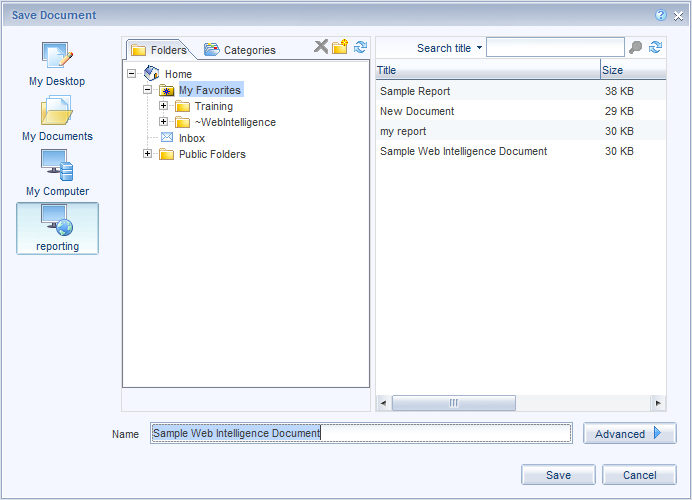 Save Document
My Desktop
My Documents
My Computer
reporting
Folders
Categories
Home
My Favorites
Training
~WebIntelligence
Inbox
Public Folders
Search title
Title Size
Sample Report 38 KB
New Document 29 KB
my report 30 KB
Sample Web Intelligence Document 30 KB
Name Sample Web Intelligence Document
Advanced
Save Cancel